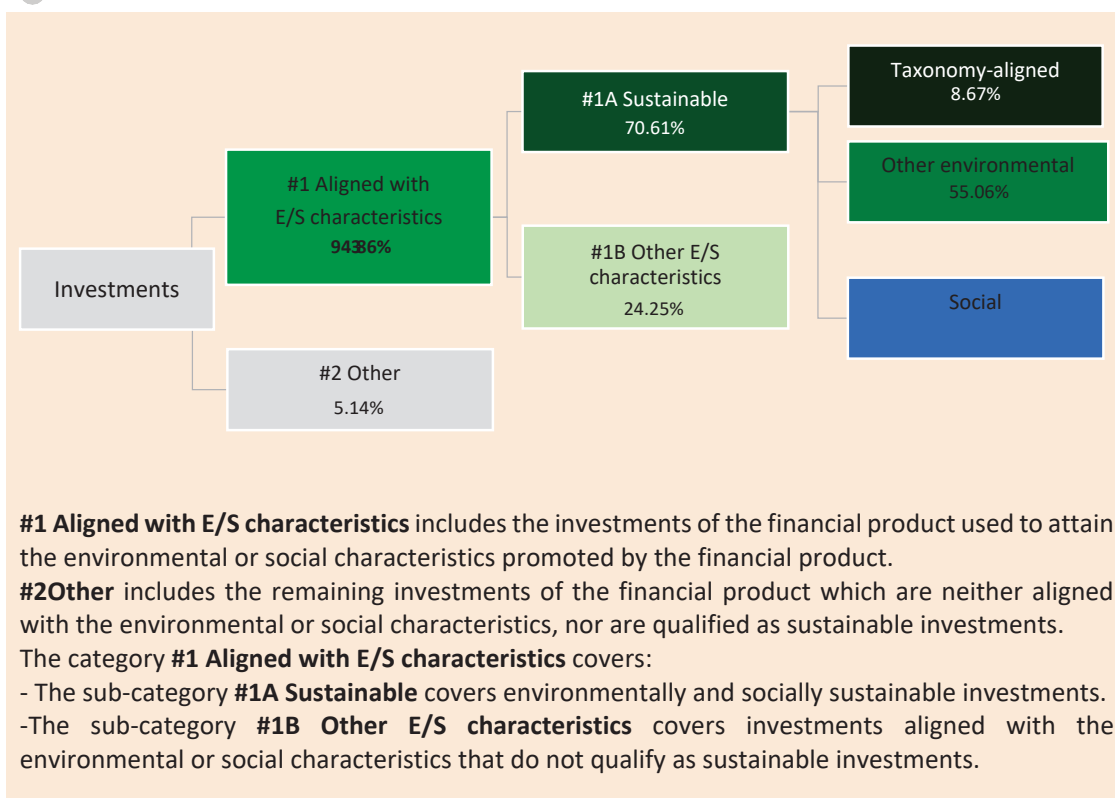 Investments
#1 Aligned with
E/S characteristics
#2 Other
5.14%
#1A Sustainable
70.61%
#1B Other E/S
characteristics
24.25%
Taxonomy-aligned
8.67%
Other environmental
55.06%
Social
#1 Aligned with E/S characteristics includes the investments of the financial product used to attain
the environmental or social characteristics promoted by the financial product.
#2Other includes the remaining investments of the financial product which are neither aligned
with the environmental or social characteristics, nor are qualified as sustainable investments.
The category #1 Aligned with E/S characteristics covers:
- The sub-category #1A Sustainable covers environmentally and socially sustainable investments.
-The sub-category #1B Other E/S characteristics covers investments aligned with the
environmental or social characteristics that do not qualify as sustainable investments.